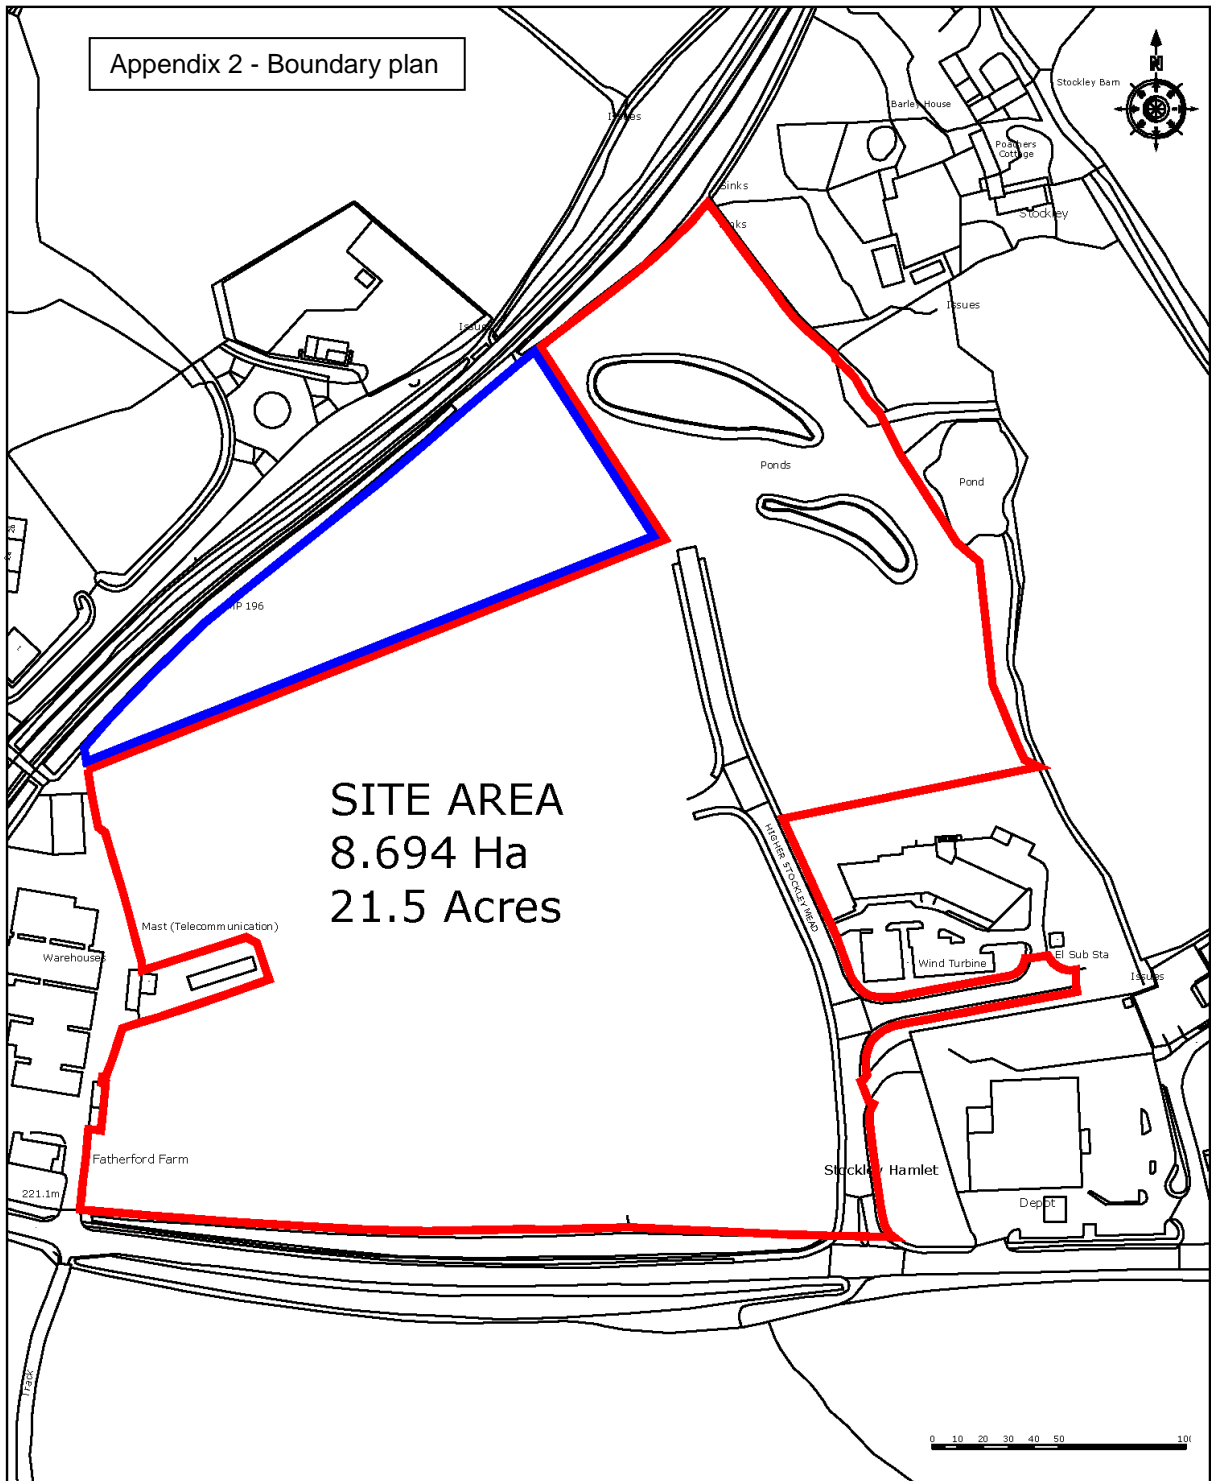 Appendix 2 - Boundary plan
N
Stockley Barn
Barley House
Issues
Poachers
Cottage
Sinks
Stockley
Sinks
Issues
Issues
Ponds
Pond
MP 196
SITE AREA
8.694 Ha
21.5 Acres
HIGHER STOCKLEY MEAD
Mast (Telecommunication)
Warehouses
Wind Turbine
El Sub Sta
Issues
Fatherford Farm
Stockley Hamlet
221.1m
Depot
Track
0 10 20 30 40 50 100